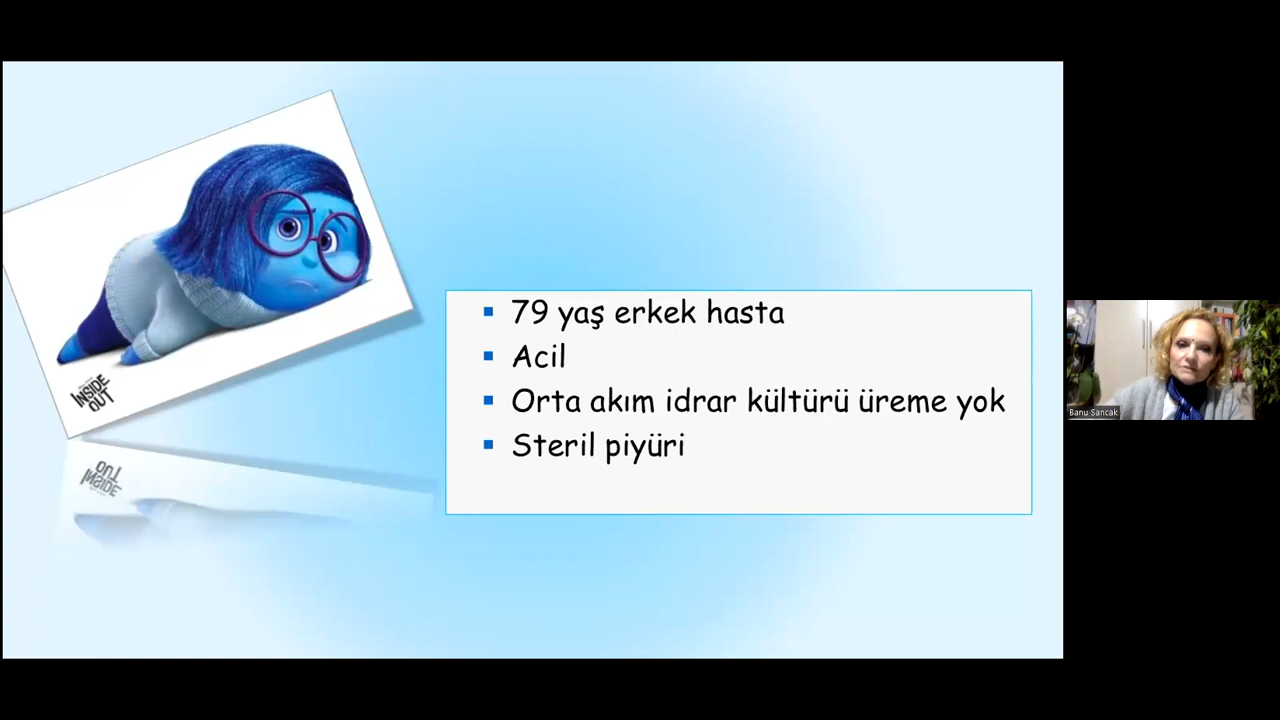 INSIDE
OUT
79 yaş erkek hasta
Acil
Orta akım idrar kültürü üreme yok
Steril piyüri
Banu Sancak